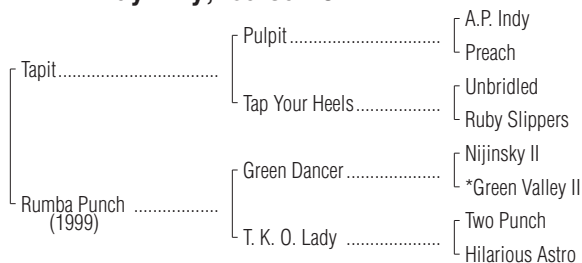 A.P. Indy
Pulpit
Preach
Tapit
Unbridled
Tap Your Heels
Ruby Slippers
Nijinsky II
Green Dancer
*Green Valley II
Rumba Punch
(1999)
Two Punch
T. K. O. Lady
Hilarious Astro